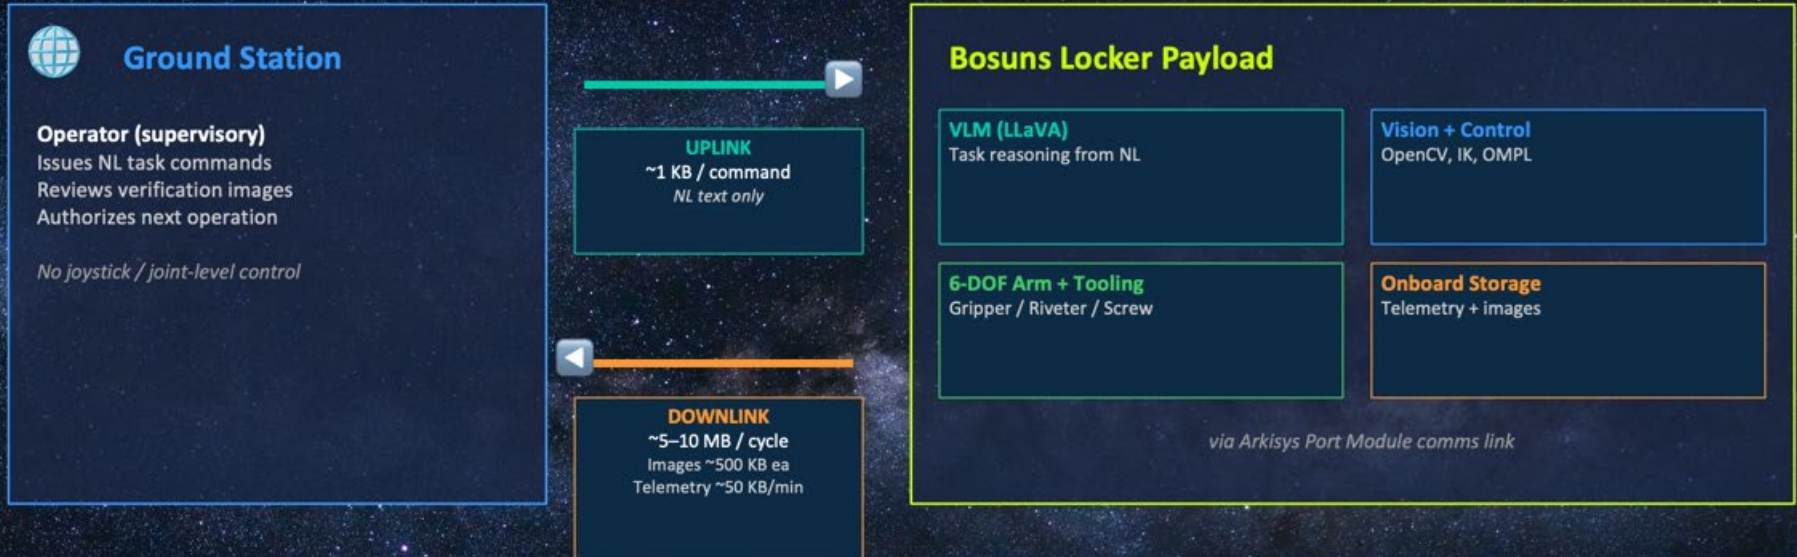 Ground Station
Operator (supervisory)
Issues NL task commands
Reviews verification images
Authorizes next operation
No joystick / joint-level control
UPLINK
~1 KB / command
NL text only
DOWNLINK
~5–10 MB / cycle
Images ~500 KB ea
Telemetry ~50 KB/min
Bosuns Locker Payload
VLM (LLaVA)
Task reasoning from NL
Vision + Control
OpenCV, IK, OMPL
6-DOF Arm + Tooling
Gripper / Riveter / Screw
Onboard Storage
Telemetry + images
via Arkisys Port Module comms link